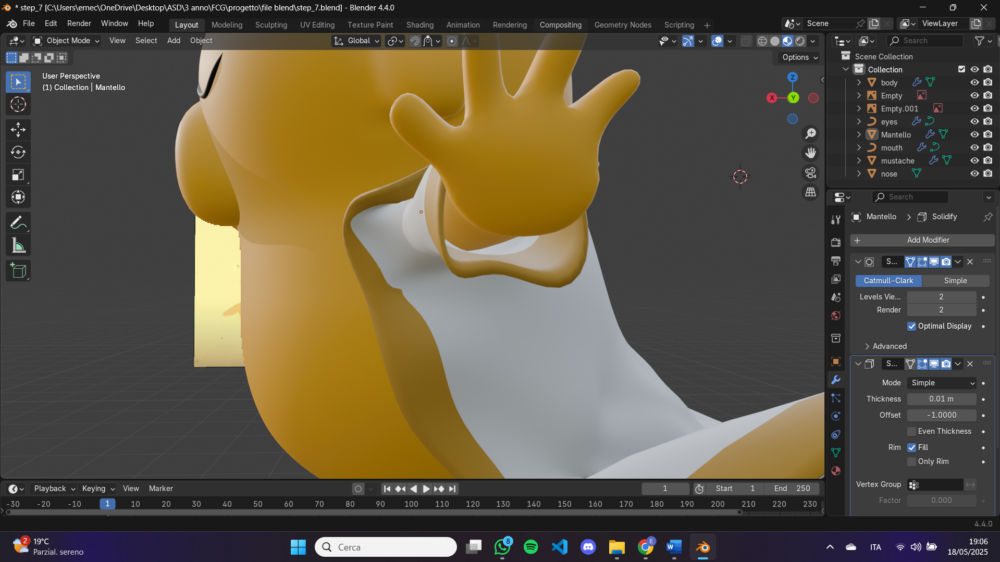 * step_7 [C:\Users\ernec\OneDrive\Desktop\ASD\3 anno\FCG\progetto\file blend\step_7.blend] - Blender 4.4.0
File Edit Render Window Help
Layout Modeling Sculpting UV Editing Texture Paint Shading Animation Rendering Compositing Geometry Nodes Scripting
Scene
ViewLayer
Object Mode View Select Add Object
Global
Options
User Perspective
(1) Collection | Mantello
Z
X
Y
Search
Scene Collection
Collection
body
Empty
Empty.001
eyes
Mantello
mouth
mustache
nose
Search
Mantello > Solidify
Add Modifier
S...
Catmull-Clark Simple
Levels Vie... 2
Render 2
Optimal Display
Advanced
S...
Mode Simple
Thickness 0.01 m
Offset -1.0000
Even Thickness
Rim Fill
Only Rim
Vertex Group
Factor 0.000
Playback Keying View Marker
1
Start 1
End 250
-30 -20 -10 1 10 20 30 40 50 60 70 80 90 100 110 120 130 140 150 160 170 180 190 200 210 220 230
4.4.0
2
19°C
Parzial. sereno
Cerca
8
E
W
ITA
19:06
18/05/2025